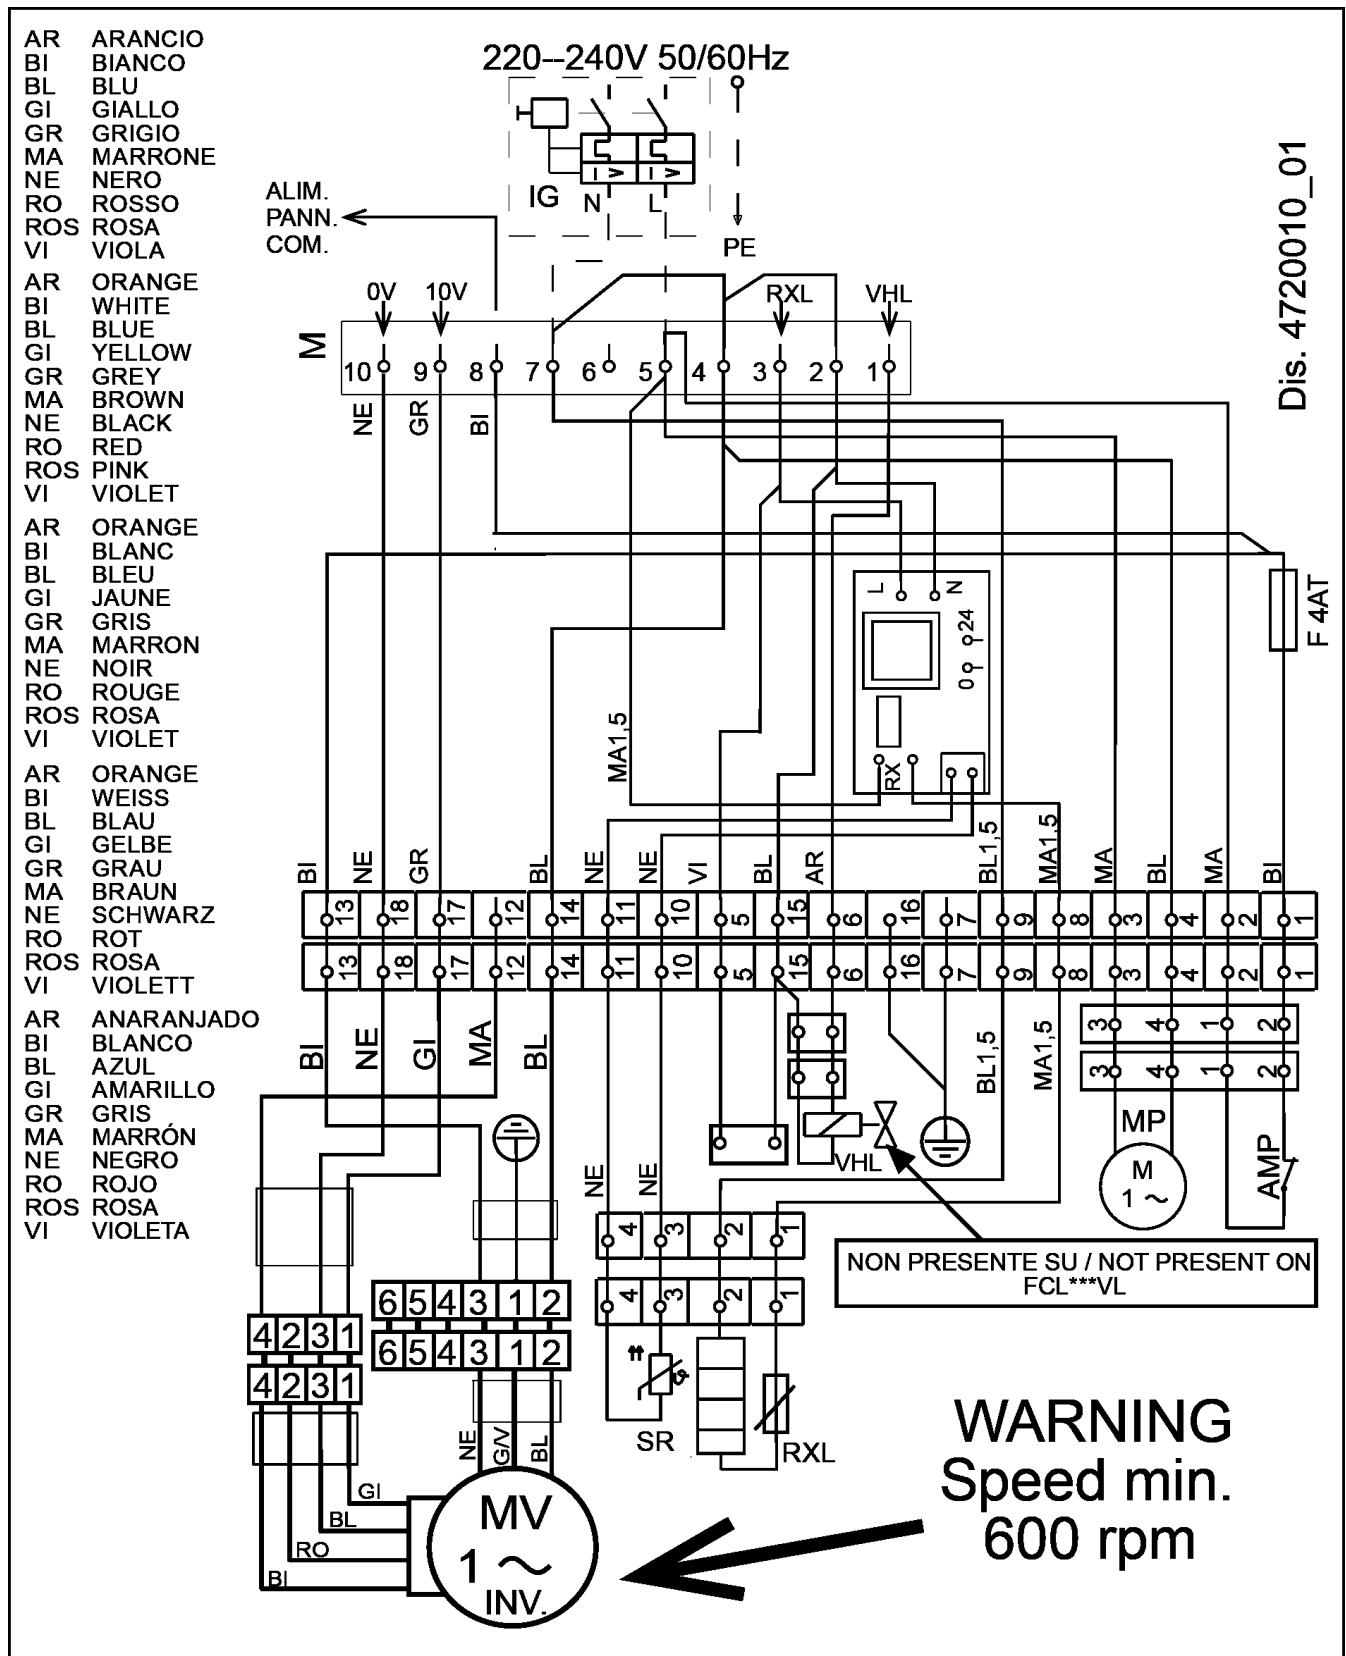 AR ARANCIO
BI BIANCO
BL BLU
GI GIALLO
GR GRIGIO
MA MARRONE
NE NERO
RO ROSSO
ROS ROSA
VI VIOLA
AR ORANGE
BI WHITE
BL BLUE
GI YELLOW
GR GREY
MA BROWN
NE BLACK
RO RED
ROS PINK
VI VIOLET
AR ORANGE
BI BLANC
BL BLEU
GI JAUNE
GR GRIS
MA MARRON
NE NOIR
RO ROUGE
ROS ROSA
VI VIOLET
AR ORANGE
BI WEISS
BL BLAU
GI GELBE
GR GRAU
MA BRAUN
NE SCHWARZ
RO ROT
ROS ROSA
VI VIOLETT
AR ANARANJADO
BI BLANCO
BL AZUL
GI AMARILLO
GR GRIS
MA MARRÓN
NE NEGRO
RO ROJO
ROS ROSA
VI VIOLETA
220--240V 50/60Hz
I > I >
IG N L
PE
ALIM.
PANN.
COM.
Dis. 4720010_01
0V 10V RXL VHL
M
10 9 8 7 6 5 4 3 2 1
NE GR BI
L N
24
0
RX
F 4AT
MA1,5
BI NE GR BL NE NE VI BL AR BL1,5 MA1,5 MA BL MA BI
13 18 17 12 14 11 10 5 15 6 16 7 9 8 3 4 2 1
13 18 17 12 14 11 10 5 15 6 16 7 9 8 3 4 2 1
BI NE GI MA BL BL1,5 MA1,5
3 4 1 2
3 4 1 2
MP
M
1 ~
AMP
VHL
NE NE
4 3 2 1
4 3 2 1
SR
RXL
NON PRESENTE SU / NOT PRESENT ON
FCL***VL
6 5 4 3 1 2
6 5 4 3 1 2
4 2 3 1
4 2 3 1
NE G/V BL
GI
BL
RO
BI
MV
1 ~
INV.
WARNING
Speed min.
600 rpm